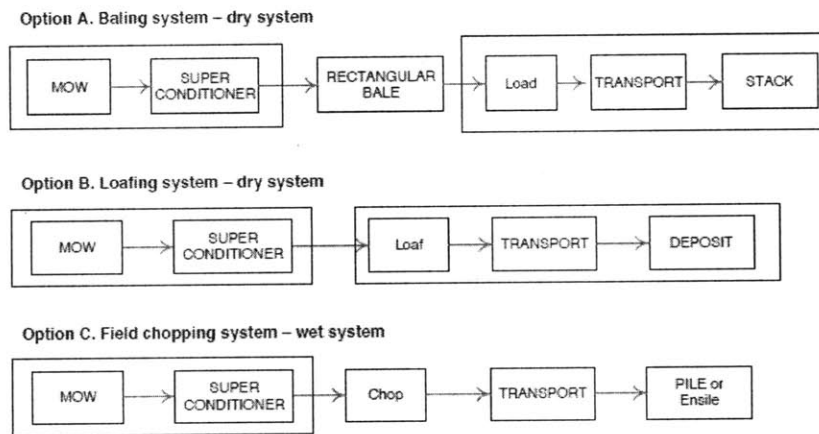 Option A. Baling system – dry system
MOW
SUPER
CONDITIONER
RECTANGULAR
BALE
Load
TRANSPORT
STACK
Option B. Loafing system – dry system
MOW
SUPER
CONDITIONER
Loaf
TRANSPORT
DEPOSIT
Option C. Field chopping system – wet system
MOW
SUPER
CONDITIONER
Chop
TRANSPORT
PILE or
Ensile